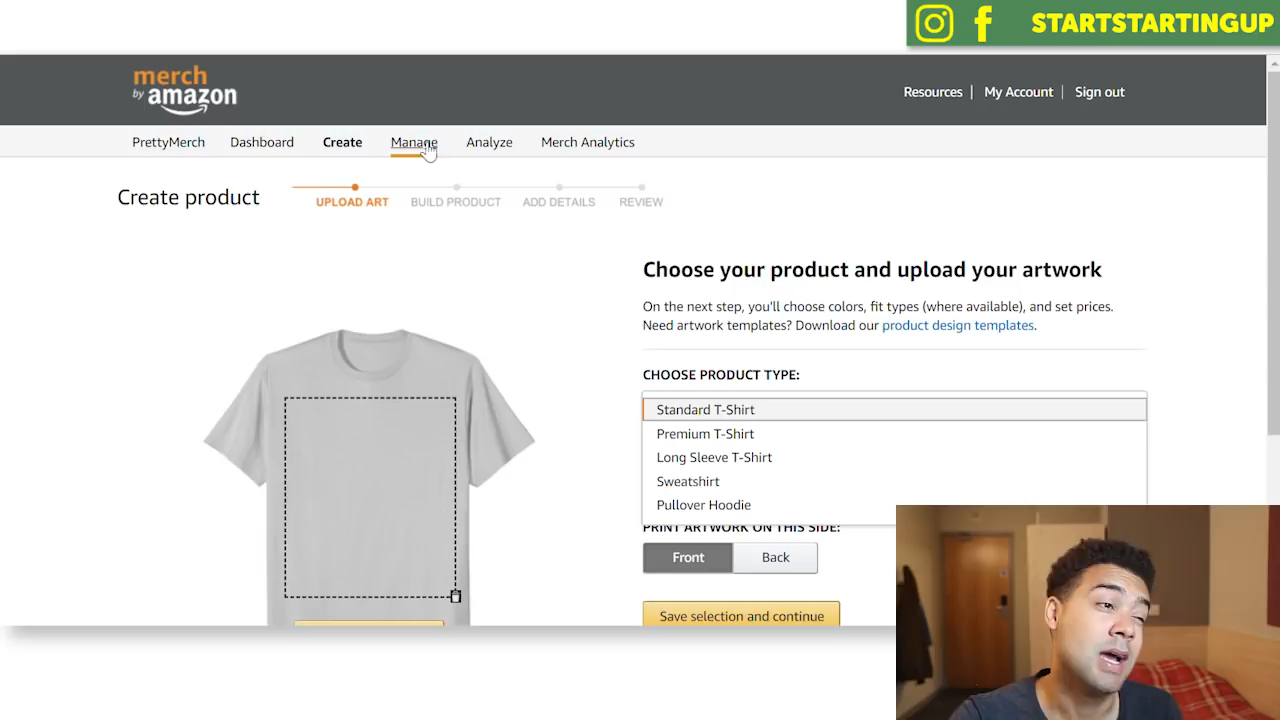 STARTSTARTINGUP
merch
by amazon
Resources | My Account | Sign out
PrettyMerch Dashboard Create Manage Analyze Merch Analytics
Create product
UPLOAD ART BUILD PRODUCT ADD DETAILS REVIEW
Choose your product and upload your artwork
On the next step, you'll choose colors, fit types (where available), and set prices.
Need artwork templates? Download our product design templates.
CHOOSE PRODUCT TYPE:
Standard T-Shirt
Premium T-Shirt
Long Sleeve T-Shirt
Sweatshirt
Pullover Hoodie
PRINT ARTWORK ON THIS SIDE:
Front Back
Save selection and continue